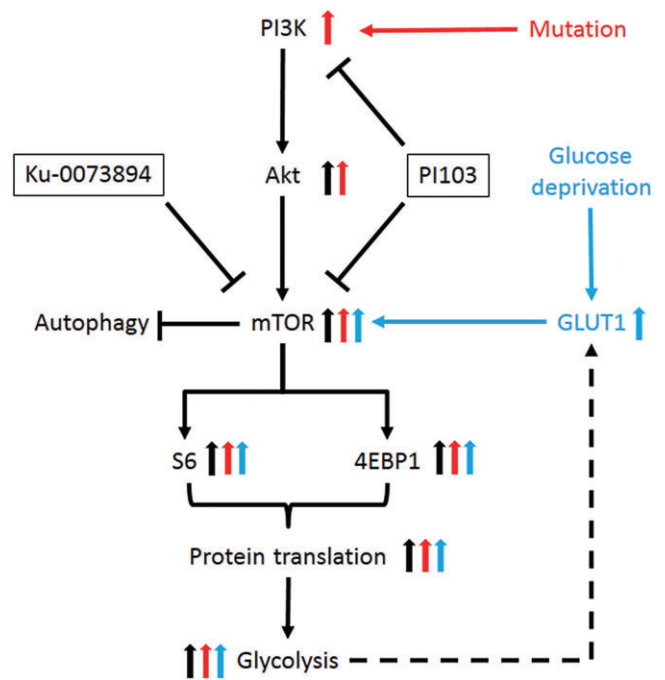 PI3K
Mutation
Ku-0073894
Akt
PI103
Glucose
deprivation
Autophagy
mTOR
GLUT1
S6
4EBP1
Protein translation
Glycolysis